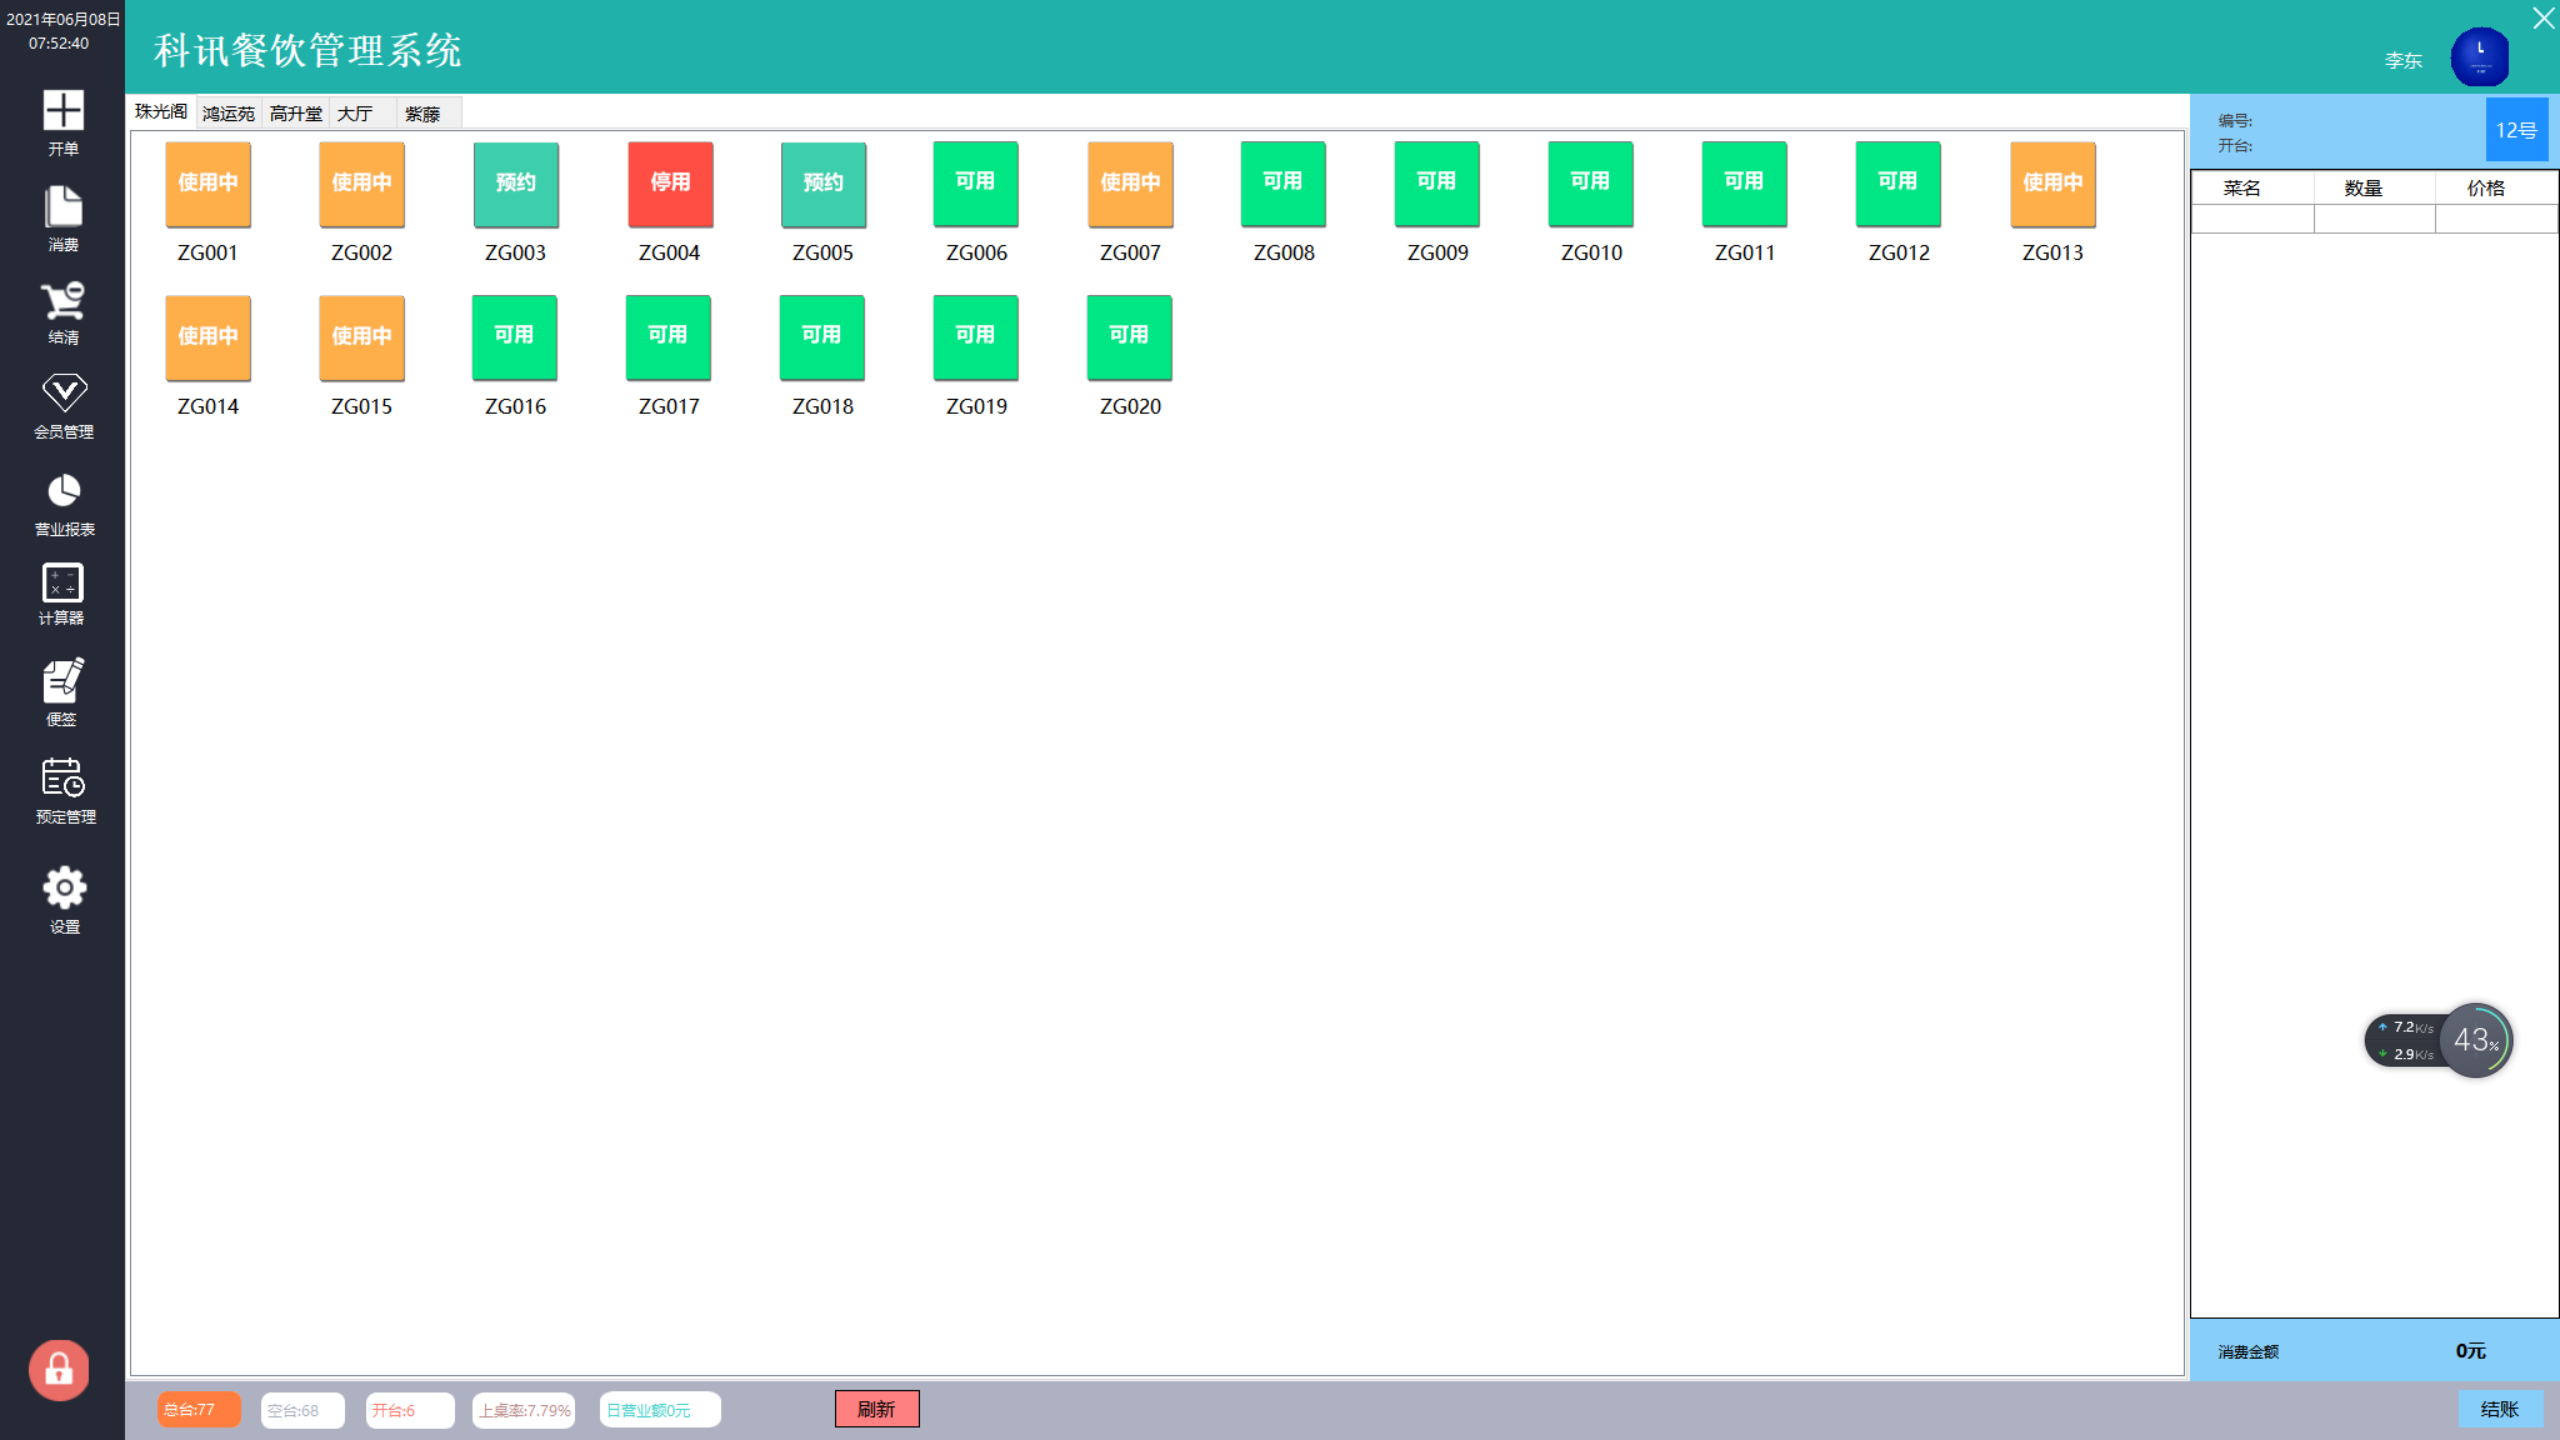 2021年06月08日
07:52:40
科讯餐饮管理系统
李东
开单
消费
结清
会员管理
营业报表
计算器
便签
预定管理
设置
珠光阁 鸿运苑 高升堂 大厅 紫藤
使用中 使用中 预约 停用 预约 可用 使用中 可用 可用 可用 可用 可用 使用中
ZG001 ZG002 ZG003 ZG004 ZG005 ZG006 ZG007 ZG008 ZG009 ZG010 ZG011 ZG012 ZG013
使用中 使用中 可用 可用 可用 可用 可用
ZG014 ZG015 ZG016 ZG017 ZG018 ZG019 ZG020
编号:
开台:
12号
菜名 数量 价格
7.2K/s
2.9K/s
43%
消费金额 0元
总台:77 空台:68 开台:6 上桌率:7.79% 日营业额0元 刷新 结账